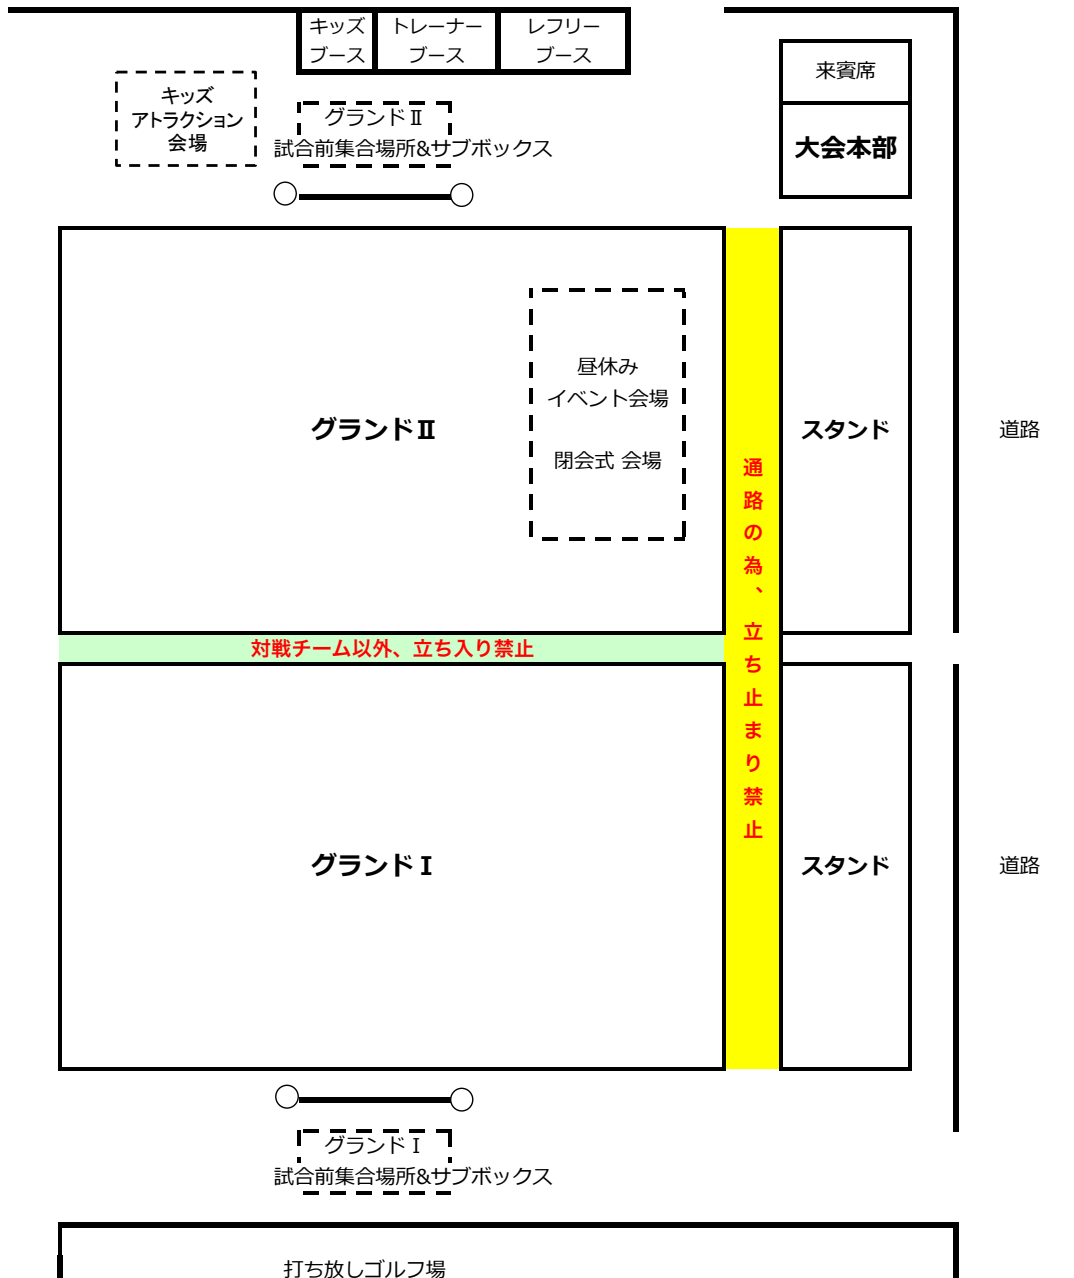 キッズ
ブース
トレーナー
ブース
レフリー
ブース
来賓席
大会本部
キッズ
アトラクション
会場
グランドⅡ
試合前集合場所&サブボックス
昼休み
イベント会場
閉会式 会場
グランドⅡ
スタンド
道路
通路の為、立ち止まり禁止
対戦チーム以外、立ち入り禁止
グランドⅠ
スタンド
道路
グランドⅠ
試合前集合場所&サブボックス
打ち放しゴルフ場